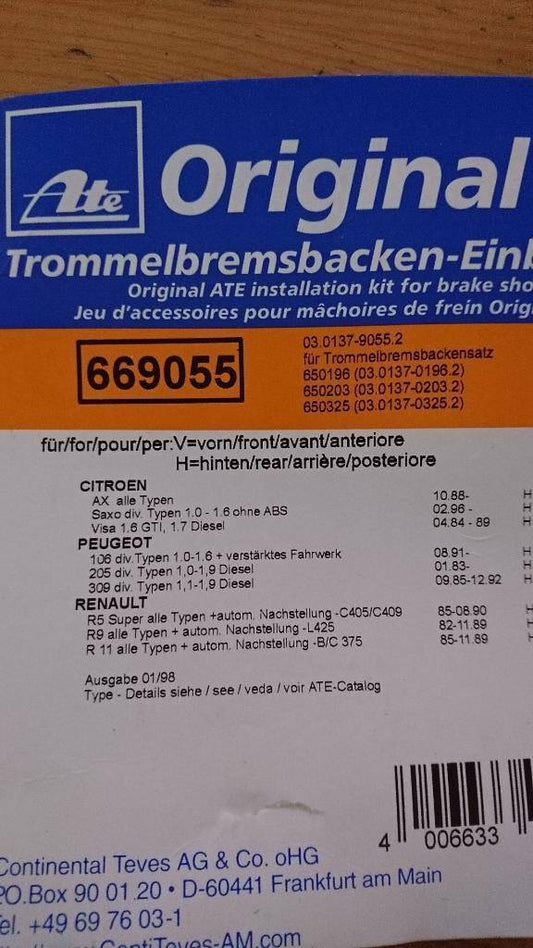 Ate Original
Trommelbremsbacken-Einb
Original ATE installation kit for brake sho
Jeu d'accessoires pour mâchoires de frein Orig
669055
03.0137-9055.2
für Trommelbremsbackensatz
650196 (03.0137-0196.2)
650203 (03.0137-0203.2)
650325 (03.0137-0325.2)
für/for/pour/per:V=vorn/front/avant/anteriore
H=hinten/rear/arrière/posteriore
CITROEN
AX alle Typen 10.88- H
Saxo div. Typen 1.0 - 1.6 ohne ABS 02.96 - H
Visa 1.6 GTI, 1.7 Diesel 04.84 - 89 H
PEUGEOT
106 div.Typen 1.0-1.6 + verstärktes Fahrwerk 08.91- H
205 div. Typen 1,0-1,9 Diesel 01.83- H
309 div. Typen 1,1-1,9 Diesel 09.85-12.92 H
RENAULT
R5 Super alle Typen +autom. Nachstellung -C405/C409 85-08.90 H
R9 alle Typen + autom. Nachstellung -L425 82-11.89 H
R 11 alle Typen + autom. Nachstellung -B/C 375 85-11.89 H
Ausgabe 01/98
Type - Details siehe / see / veda / voir ATE-Catalog
4 006633
Continental Teves AG & Co. oHG
P.O.Box 90 01 20 • D-60441 Frankfurt am Main
Tel. +49 69 76 03-1
ContiTeves-AM.com